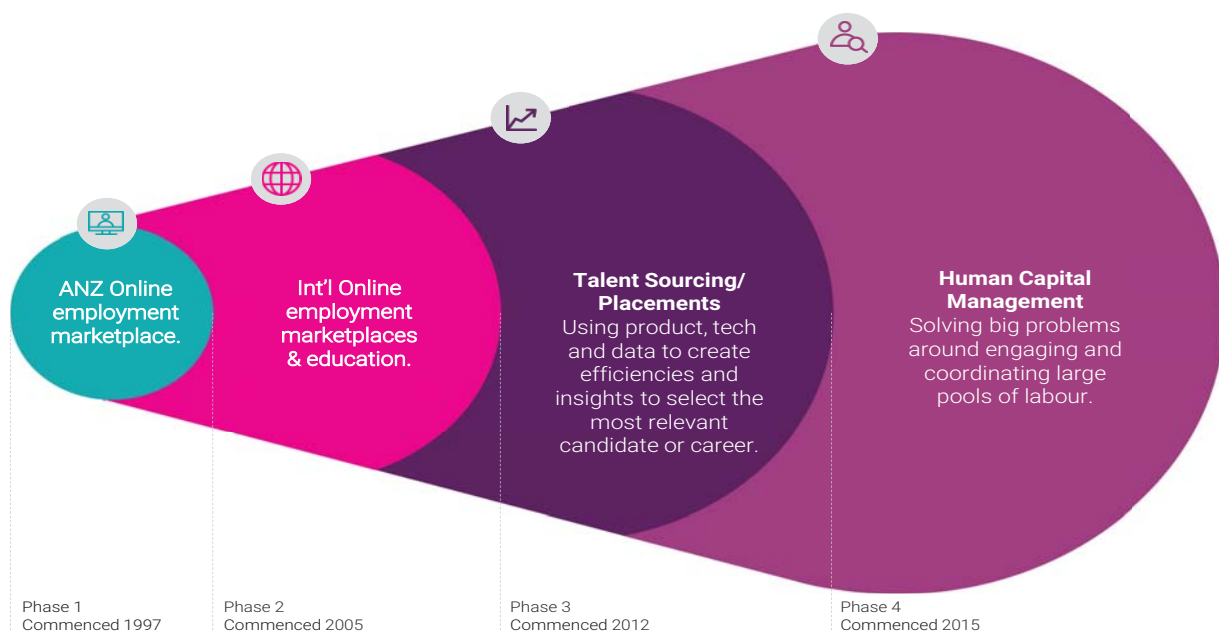 ANZ Online
employment
marketplace.
Int’l Online
employment
marketplaces
& education.
Talent Sourcing/
Placements
Using product, tech
and data to create
efficiencies and
insights to select the
most relevant
candidate or career.
Human Capital
Management
Solving big problems
around engaging and
coordinating large
pools of labour.
Phase 1
Commenced 1997
Phase 2
Commenced 2005
Phase 3
Commenced 2012
Phase 4
Commenced 2015